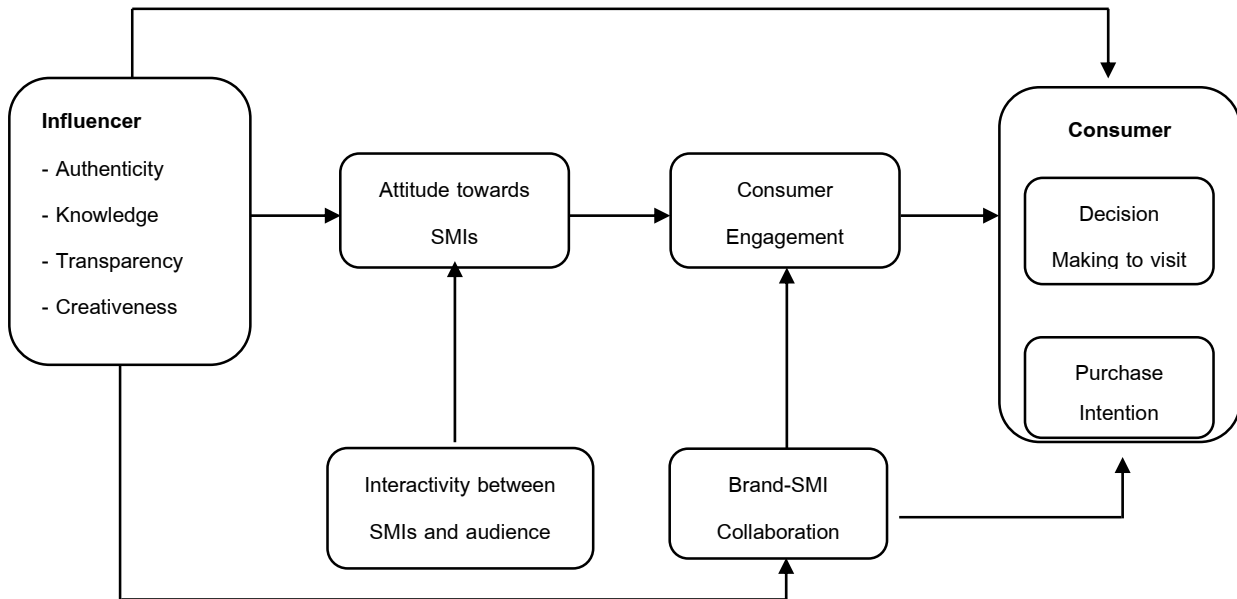 Influencer
- Authenticity
- Knowledge
- Transparency
- Creativeness
Attitude towards
SMIs
Interactivity between
SMIs and audience
Consumer
Engagement
Brand-SMI
Collaboration
Consumer
Decision
Making to visit
Purchase
Intention